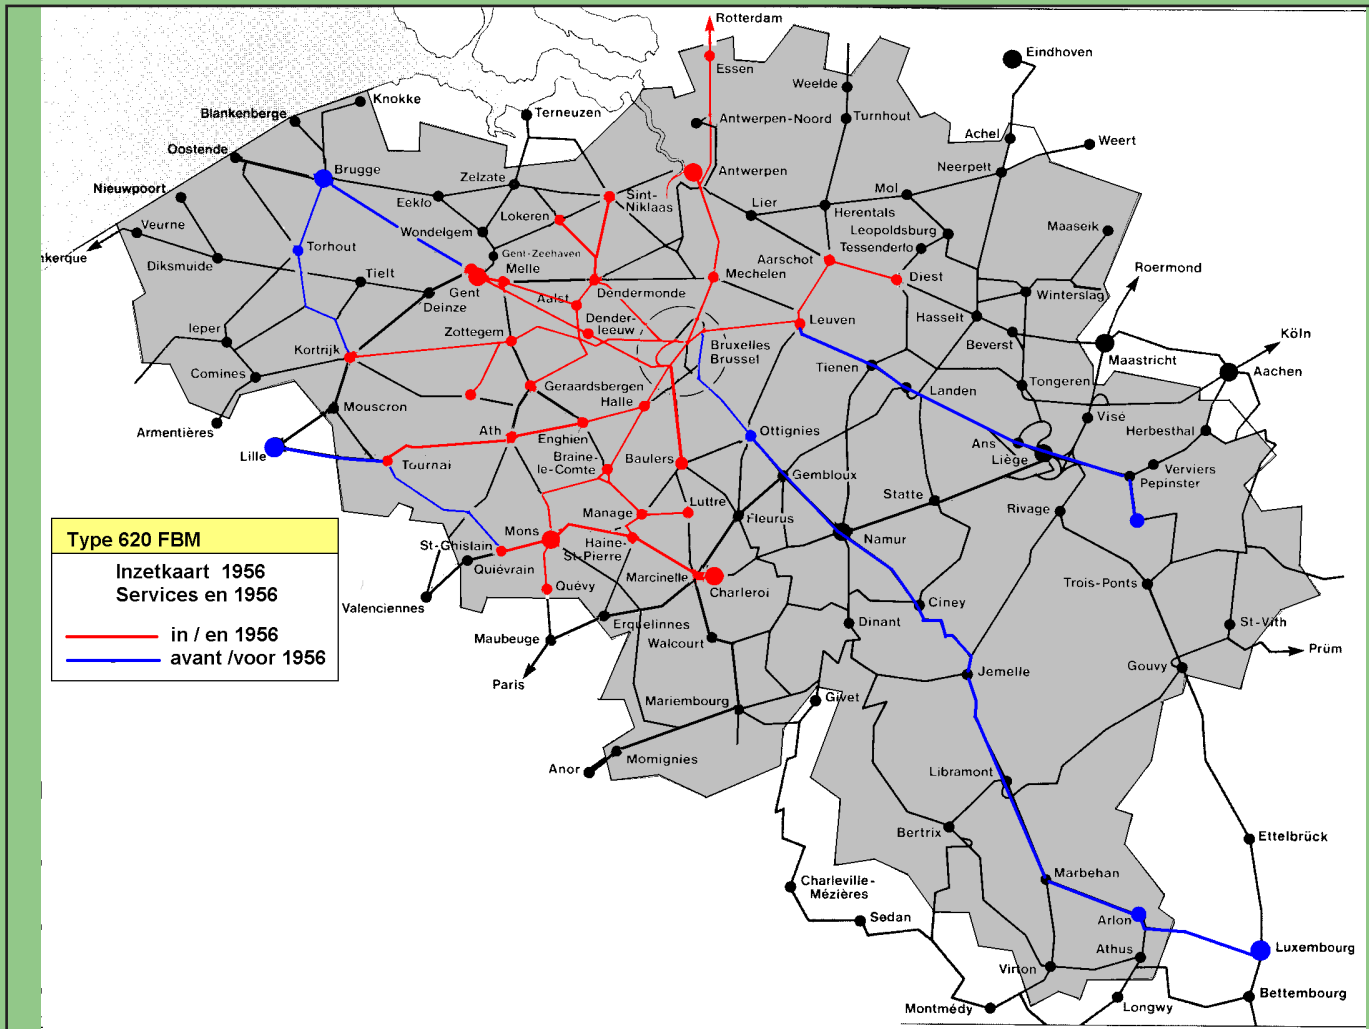 Rotterdam
Essen
Eindhoven
Weelde
Knokke
Blankenberge
Terneuzen
Antwerpen-Noord
Turnhout
Achel
Weert
Oostende
Brugge
Zelzate
Antwerpen
Neerpelt
Nieuwpoort
Eeklo
Sint-
Niklaas
Mol
Lokeren
Lier
Herentals
Veurne
Wondelgem
Leopoldsburg
Maaseik
Torhout
Tessenderlo
nkerque
Gent-Zeehaven
Aarschot
Diksmuide
Tielt
Melle
Mechelen
Diest
Roermond
Gent
Deinze
Aalst
Dendermonde
Winterslag
Ieper
Zottegem
Dender-
leeuw
Leuven
Hasselt
Köln
Kortrijk
Bruxelles
Brussel
Beverst
Maastricht
Comines
Tienen
Aachen
Geraardsbergen
Landen
Tongeren
Mouscron
Halle
Visé
Armentières
Ath
Enghien
Ottignies
Ans
Herbesthal
Lille
Tournai
Braine-
le-Comte
Baulers
Liège
Verviers
Gembloux
Pepinster
Luttre
Statte
Rivage
Manage
Fleurus
Mons
Type 620 FBM
Haine-
St-Pierre
Namur
St-Ghislain
Inzetkaart 1956
Services en 1956
Quiévrain
Marcinelle
Quévy
Charleroi
Trois-Ponts
Valenciennes
Ciney
in / en 1956
Erquelinnes
Dinant
St-Vith
avant /voor 1956
Maubeuge
Walcourt
Prüm
Gouvy
Jemelle
Paris
Mariembourg
Givet
Momignies
Anor
Libramont
Bertrix
Ettelbrück
Marbehan
Charleville-
Mézières
Sedan
Arlon
Luxembourg
Athus
Virton
Montmédy
Longwy
Bettembourg